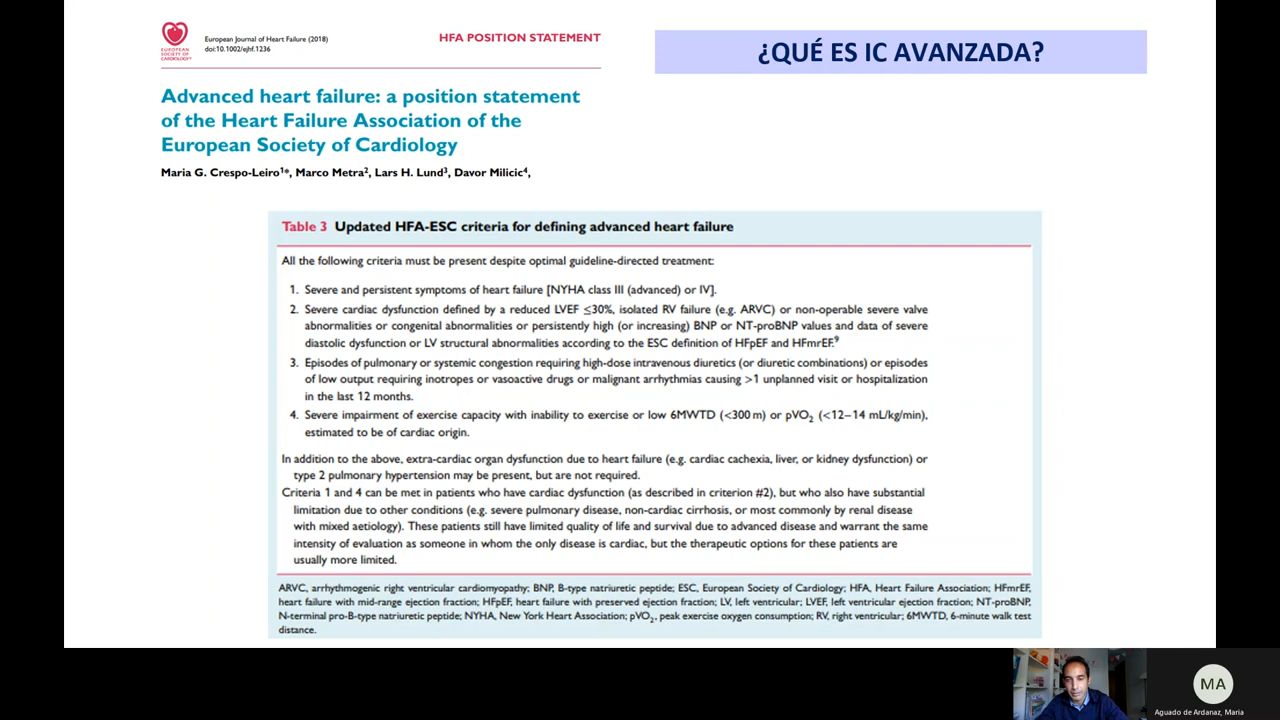 EUROPEAN
SOCIETY OF
CARDIOLOGY®
European Journal of Heart Failure (2018)
doi:10.1002/ejhf.1236
HFA POSITION STATEMENT
¿QUÉ ES IC AVANZADA?
Advanced heart failure: a position statement
of the Heart Failure Association of the
European Society of Cardiology
Maria G. Crespo-Leiro1*, Marco Metra2, Lars H. Lund3, Davor Milicic4,
Table 3 Updated HFA-ESC criteria for defining advanced heart failure
All the following criteria must be present despite optimal guideline-directed treatment:
1. Severe and persistent symptoms of heart failure [NYHA class III (advanced) or IV].
2. Severe cardiac dysfunction defined by a reduced LVEF ≤30%, isolated RV failure (e.g. ARVC) or non-operable severe valve
abnormalities or congenital abnormalities or persistently high (or increasing) BNP or NT-proBNP values and data of severe
diastolic dysfunction or LV structural abnormalities according to the ESC definition of HFpEF and HFmrEF.9
3. Episodes of pulmonary or systemic congestion requiring high-dose intravenous diuretics (or diuretic combinations) or episodes
of low output requiring inotropes or vasoactive drugs or malignant arrhythmias causing >1 unplanned visit or hospitalization
in the last 12 months.
4. Severe impairment of exercise capacity with inability to exercise or low 6MWTD (<300 m) or pVO2 (<12–14 mL/kg/min),
estimated to be of cardiac origin.
In addition to the above, extra-cardiac organ dysfunction due to heart failure (e.g. cardiac cachexia, liver, or kidney dysfunction) or
type 2 pulmonary hypertension may be present, but are not required.
Criteria 1 and 4 can be met in patients who have cardiac dysfunction (as described in criterion #2), but who also have substantial
limitation due to other conditions (e.g. severe pulmonary disease, non-cardiac cirrhosis, or most commonly by renal disease
with mixed aetiology). These patients still have limited quality of life and survival due to advanced disease and warrant the same
intensity of evaluation as someone in whom the only disease is cardiac, but the therapeutic options for these patients are
usually more limited.
ARVC, arrhythmogenic right ventricular cardiomyopathy; BNP, B-type natriuretic peptide; ESC, European Society of Cardiology; HFA, Heart Failure Association; HFmrEF,
heart failure with mid-range ejection fraction; HFpEF, heart failure with preserved ejection fraction; LV, left ventricular; LVEF, left ventricular ejection fraction; NT-proBNP,
N-terminal pro-B-type natriuretic peptide; NYHA, New York Heart Association; pVO2, peak exercise oxygen consumption; RV, right ventricular; 6MWTD, 6-minute walk test
distance.
MA
Aguado de Ardanaz, Maria